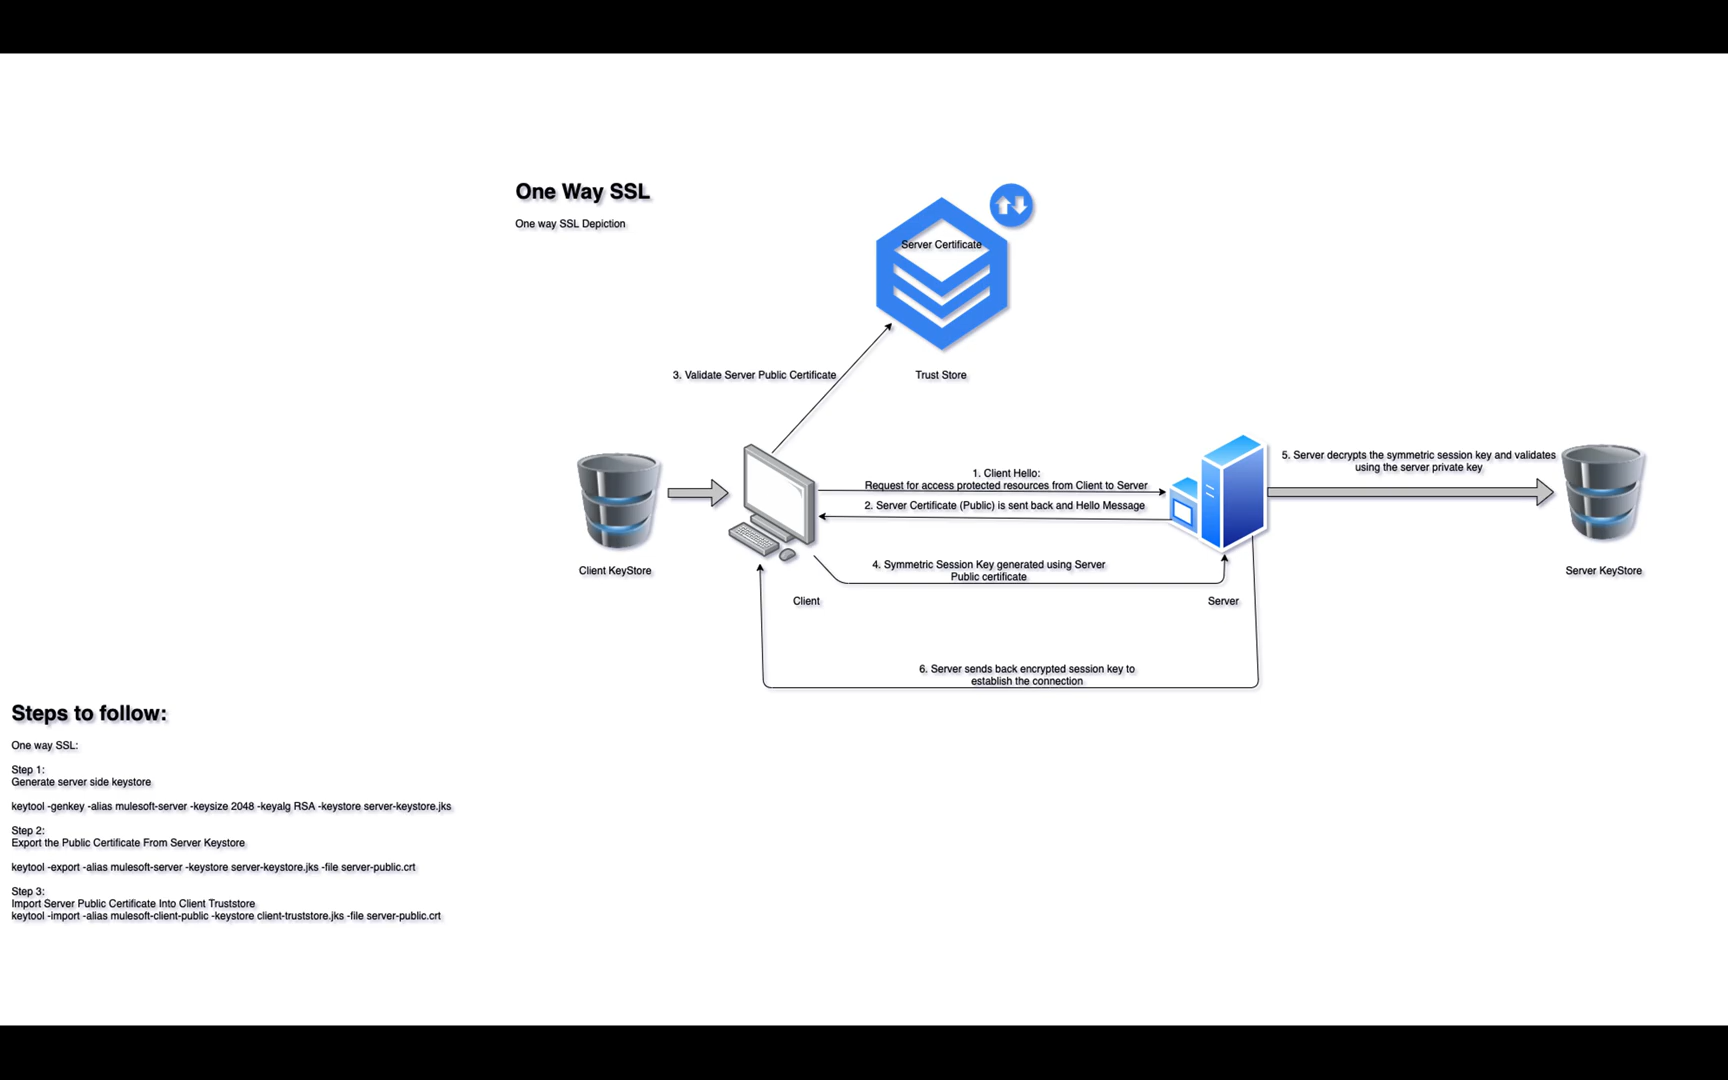 One Way SSL
One way SSL Depiction
Server Certificate
Trust Store
3. Validate Server Public Certificate
1. Client Hello:
Request for access protected resources from Client to Server
2. Server Certificate (Public) is sent back and Hello Message
5. Server decrypts the symmetric session key and validates
using the server private key
4. Symmetric Session Key generated using Server
Public certificate
Client KeyStore
Client
Server
Server KeyStore
6. Server sends back encrypted session key to
establish the connection
Steps to follow:
One way SSL:
Step 1:
Generate server side keystore
keytool -genkey -alias mulesoft-server -keysize 2048 -keyalg RSA -keystore server-keystore.jks
Step 2:
Export the Public Certificate From Server Keystore
keytool -export -alias mulesoft-server -keystore server-keystore.jks -file server-public.crt
Step 3:
Import Server Public Certificate Into Client Truststore
keytool -import -alias mulesoft-client-public -keystore client-truststore.jks -file server-public.crt